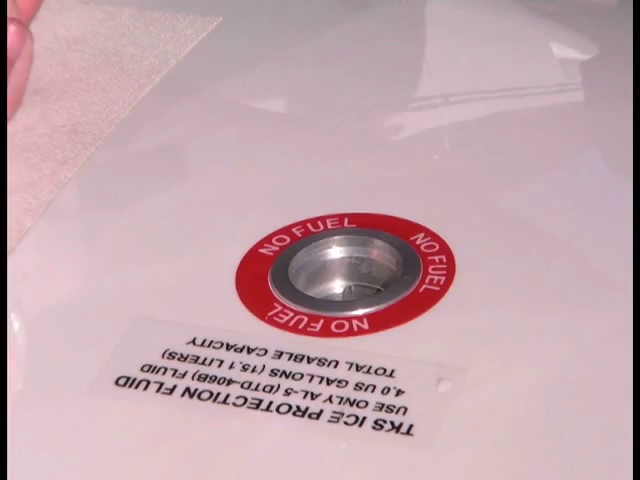 NO FUEL
NO FUEL
NO FUEL
TKS ICE PROTECTION FLUID
USE ONLY AL-5 (DTD-406B) FLUID
4.0 US GALLONS (15.1 LITERS)
TOTAL USABLE CAPACITY